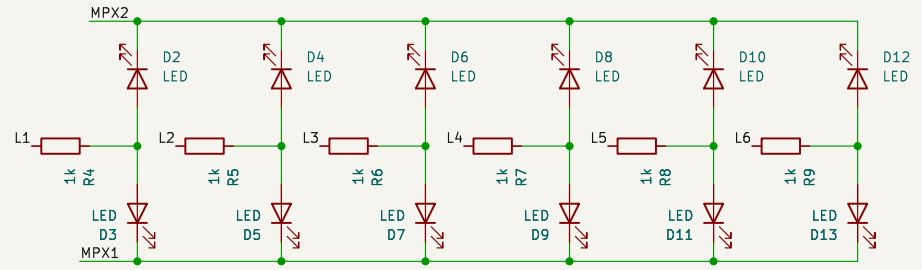 MPX2
D2
LED
D4
LED
D6
LED
D8
LED
D10
LED
D12
LED
L1
1k
R4
L2
1k
R5
L3
1k
R6
L4
1k
R7
L5
1k
R8
L6
1k
R9
LED
D3
LED
D5
LED
D7
LED
D9
LED
D11
LED
D13
MPX1